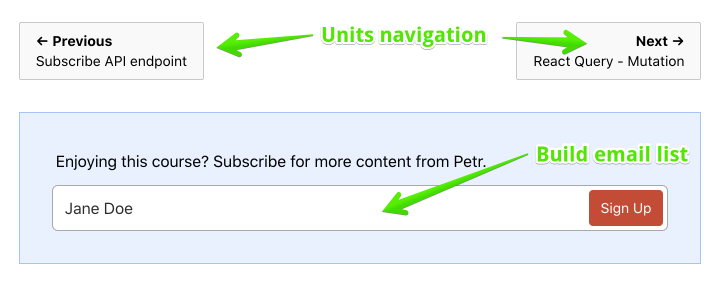 ← Previous
Subscribe API endpoint
Units navigation
Next →
React Query - Mutation
Enjoying this course? Subscribe for more content from Petr.
Build email list
Jane Doe
Sign Up